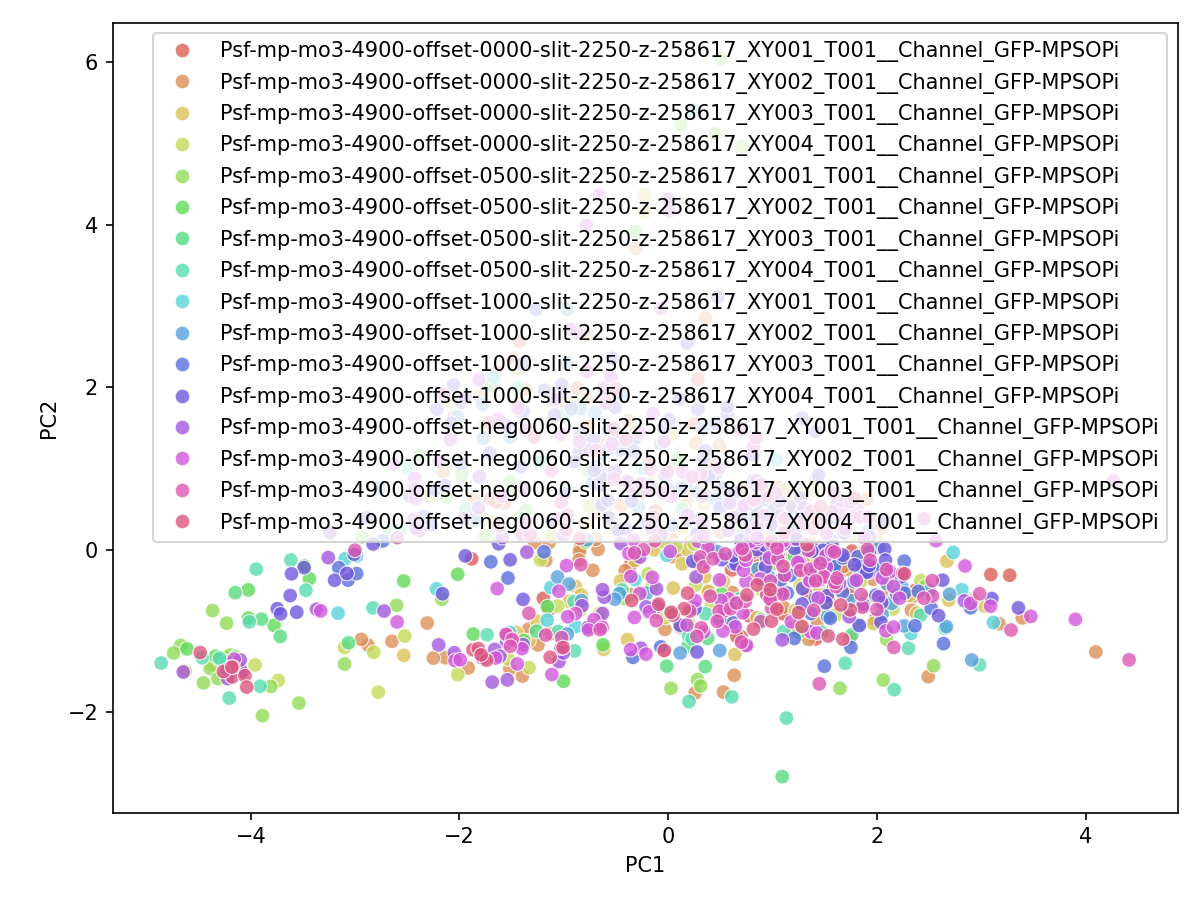 6
4
2
0
−2
PC2
Psf-mp-mo3-4900-offset-0000-slit-2250-z-258617_XY001_T001__Channel_GFP-MPSOPi
Psf-mp-mo3-4900-offset-0000-slit-2250-z-258617_XY002_T001__Channel_GFP-MPSOPi
Psf-mp-mo3-4900-offset-0000-slit-2250-z-258617_XY003_T001__Channel_GFP-MPSOPi
Psf-mp-mo3-4900-offset-0000-slit-2250-z-258617_XY004_T001__Channel_GFP-MPSOPi
Psf-mp-mo3-4900-offset-0500-slit-2250-z-258617_XY001_T001__Channel_GFP-MPSOPi
Psf-mp-mo3-4900-offset-0500-slit-2250-z-258617_XY002_T001__Channel_GFP-MPSOPi
Psf-mp-mo3-4900-offset-0500-slit-2250-z-258617_XY003_T001__Channel_GFP-MPSOPi
Psf-mp-mo3-4900-offset-0500-slit-2250-z-258617_XY004_T001__Channel_GFP-MPSOPi
Psf-mp-mo3-4900-offset-1000-slit-2250-z-258617_XY001_T001__Channel_GFP-MPSOPi
Psf-mp-mo3-4900-offset-1000-slit-2250-z-258617_XY002_T001__Channel_GFP-MPSOPi
Psf-mp-mo3-4900-offset-1000-slit-2250-z-258617_XY003_T001__Channel_GFP-MPSOPi
Psf-mp-mo3-4900-offset-1000-slit-2250-z-258617_XY004_T001__Channel_GFP-MPSOPi
Psf-mp-mo3-4900-offset-neg0060-slit-2250-z-258617_XY001_T001__Channel_GFP-MPSOPi
Psf-mp-mo3-4900-offset-neg0060-slit-2250-z-258617_XY002_T001__Channel_GFP-MPSOPi
Psf-mp-mo3-4900-offset-neg0060-slit-2250-z-258617_XY003_T001__Channel_GFP-MPSOPi
Psf-mp-mo3-4900-offset-neg0060-slit-2250-z-258617_XY004_T001__Channel_GFP-MPSOPi
−4 −2 0 2 4
PC1